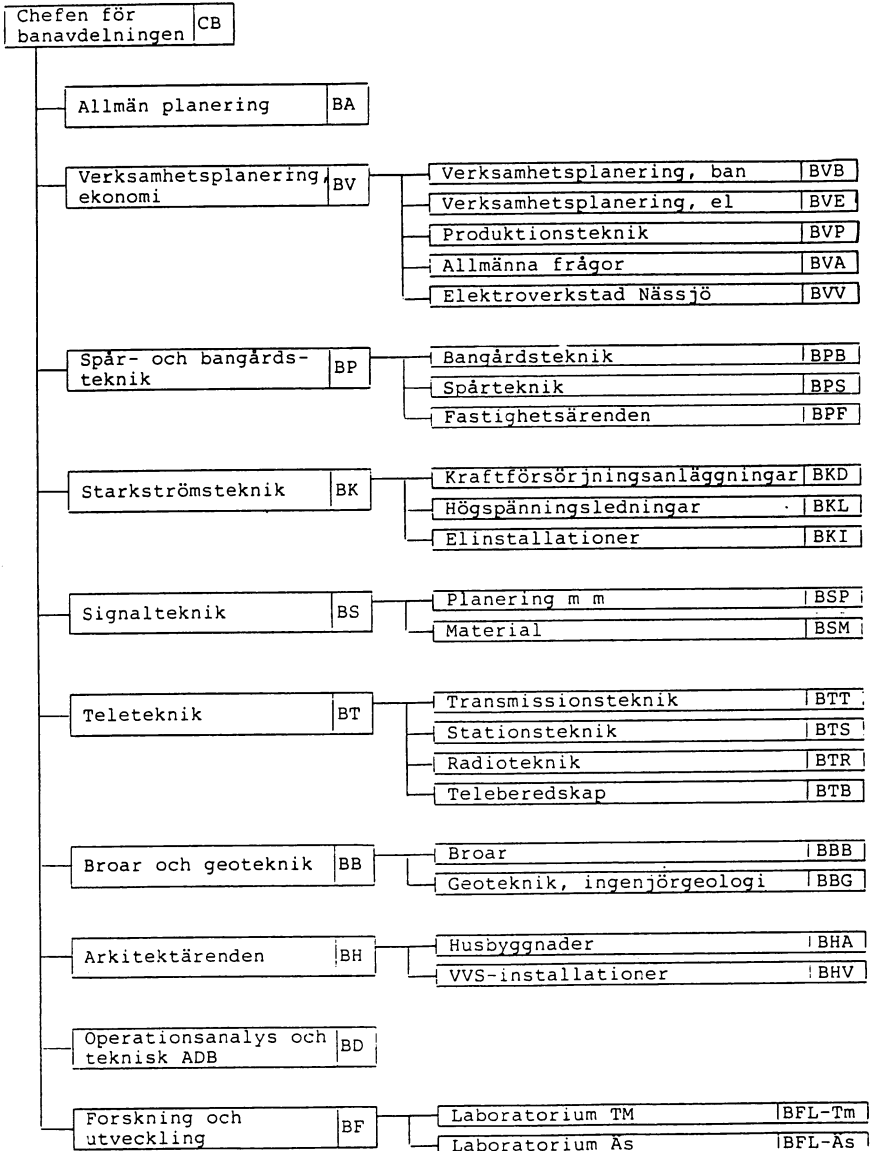 Chefen för
banavdelningen CB
Allmän planering BA
Verksamhetsplanering,
ekonomi BV
Verksamhetsplanering, ban BVB
Verksamhetsplanering, el BVE
Produktionsteknik BVP
Allmänna frågor BVA
Elektroverkstad Nässjö BVV
Spår- och bangårds-
teknik BP
Bangårdsteknik BPB
Spårteknik BPS
Fastighetsärenden BPF
Starkströmsteknik BK
Kraftförsörjningsanläggningar BKD
Högspänningsledningar BKL
Elinstallationer BKI
Signalteknik BS
Planering m m BSP
Material BSM
Teleteknik BT
Transmissionsteknik BTT
Stationsteknik BTS
Radioteknik BTR
Teleberedskap BTB
Broar och geoteknik BB
Broar BBB
Geoteknik, ingenjörgeologi BBG
Arkitektärenden BH
Husbyggnader BHA
VVS-installationer BHV
Operationsanalys och
teknisk ADB BD
Forskning och
utveckling BF
Laboratorium TM BFL-Tm
Laboratorium Äs BFL-Äs